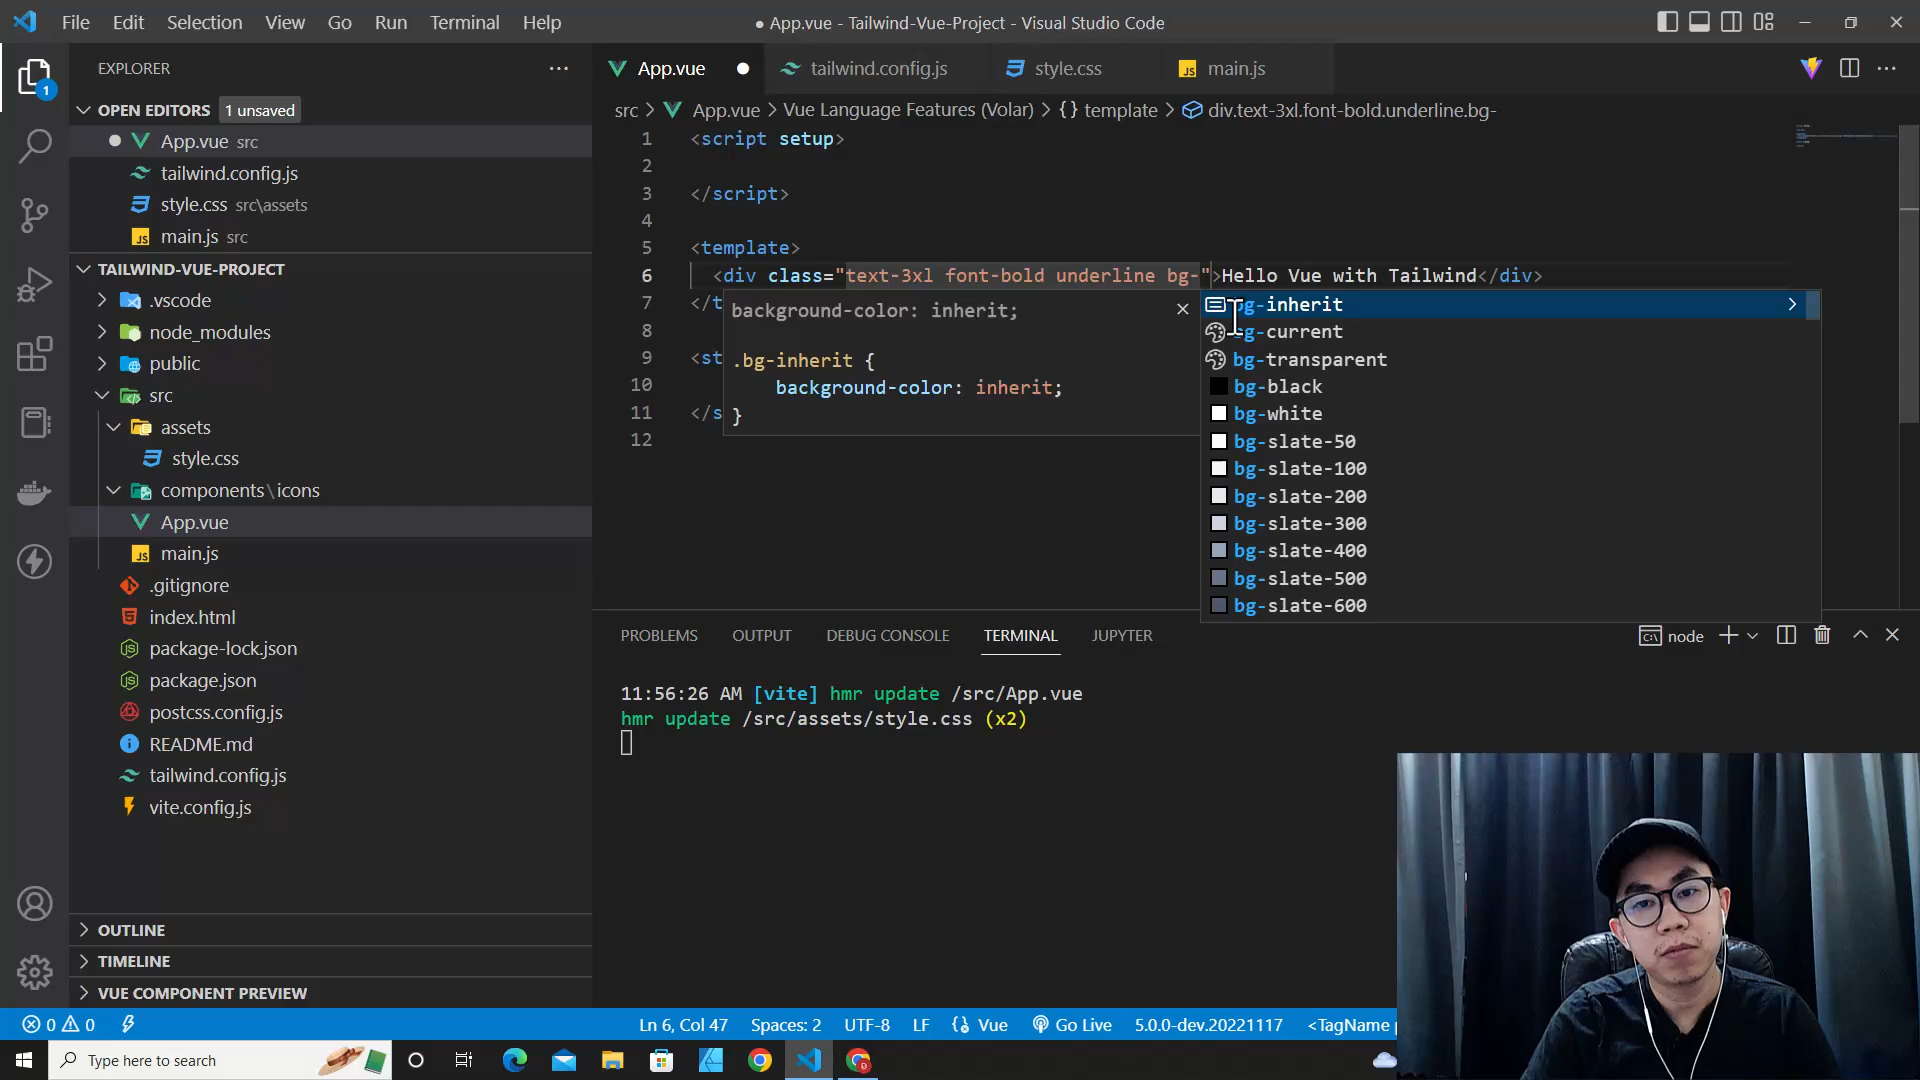 File Edit Selection View Go Run Terminal Help
● App.vue - Tailwind-Vue-Project - Visual Studio Code
EXPLORER
OPEN EDITORS 1 unsaved
App.vue src
tailwind.config.js
style.css src\assets
JS main.js src
TAILWIND-VUE-PROJECT
.vscode
node_modules
public
src
assets
style.css
components\icons
App.vue
JS main.js
.gitignore
index.html
package-lock.json
package.json
postcss.config.js
README.md
tailwind.config.js
vite.config.js
OUTLINE
TIMELINE
VUE COMPONENT PREVIEW
1
App.vue
tailwind.config.js
style.css
JS main.js
src > App.vue > Vue Language Features (Volar) > {} template > div.text-3xl.font-bold.underline.bg-
1 <script setup>
2
3 </script>
4
5 <template>
6 <div class="text-3xl font-bold underline bg-">Hello Vue with Tailwind</div>
7 </t
8
9 <st
10
11 </s
12
background-color: inherit;
.bg-inherit {
background-color: inherit;
}
bg-inherit
bg-current
bg-transparent
bg-black
bg-white
bg-slate-50
bg-slate-100
bg-slate-200
bg-slate-300
bg-slate-400
bg-slate-500
bg-slate-600
PROBLEMS OUTPUT DEBUG CONSOLE TERMINAL JUPYTER
node
11:56:26 AM [vite] hmr update /src/App.vue
hmr update /src/assets/style.css (x2)
0 0
Ln 6, Col 47 Spaces: 2 UTF-8 LF {} Vue Go Live 5.0.0-dev.20221117 <TagName
Type here to search